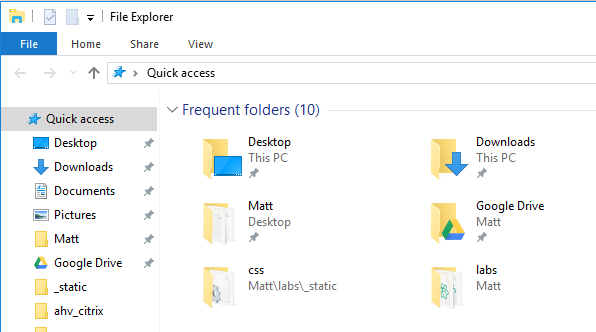 File Explorer
File Home Share View
Quick access
Quick access
Desktop
Downloads
Documents
Pictures
Matt
Google Drive
_static
ahv_citrix
Frequent folders (10)
Desktop
This PC
Downloads
This PC
Matt
Desktop
Google Drive
Matt
css
Matt\labs\_static
labs
Matt